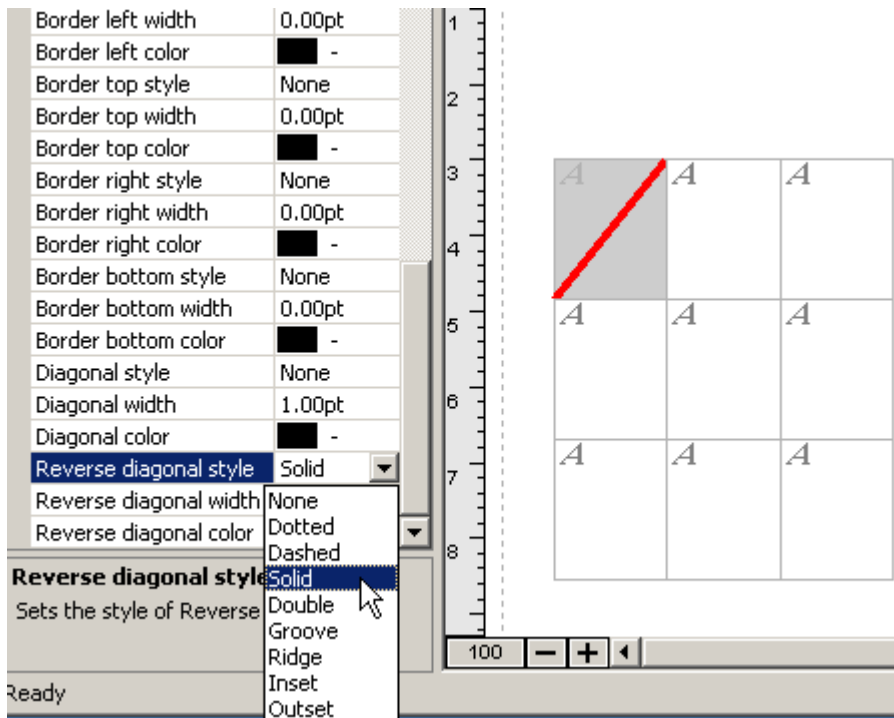 Border left width 0.00pt
Border left color -
Border top style None
Border top width 0.00pt
Border top color -
Border right style None
Border right width 0.00pt
Border right color -
Border bottom style None
Border bottom width 0.00pt
Border bottom color -
Diagonal style None
Diagonal width 1.00pt
Diagonal color -
Reverse diagonal style Solid
Reverse diagonal width
Reverse diagonal color
None
Dotted
Dashed
Solid
Double
Groove
Ridge
Inset
Outset
Reverse diagonal style
Sets the style of Reverse
Ready
1
2
3
4
5
6
7
8
A A A
A A A
A A A
100